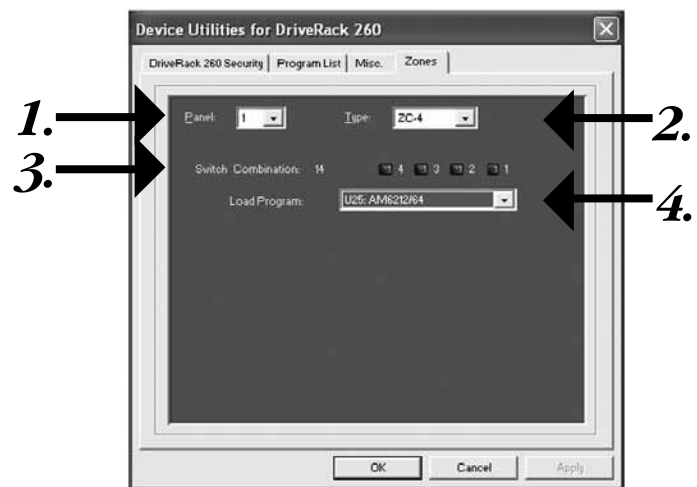 Device Utilities for DriveRack 260
DriveRack 260 Security Program List Misc. Zones
1. Panel: 1 Type: ZC-4 2.
3. Switch Combination: 14 4 3 2 1
Load Program: U25: AM6212/64 4.
OK Cancel Apply